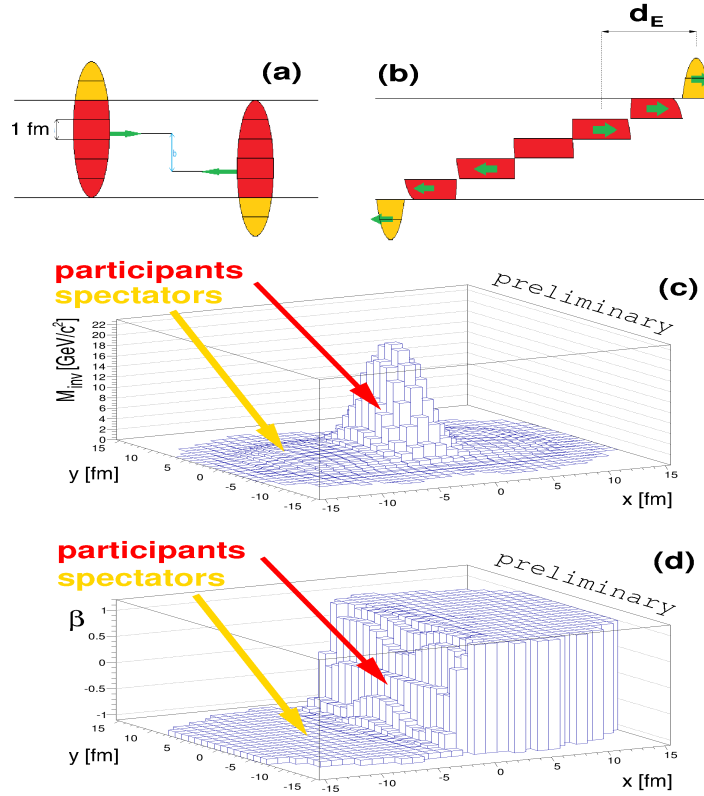 d_E
(a)
(b)
1 fm
b
participants
spectators
preliminary
(c)
M_inv [GeV/c²]
22
20
18
16
14
12
10
8
6
4
2
0
15
10
5
0
-5
-10
-15
y [fm]
-15
-10
-5
0
5
10
15
x [fm]
participants
spectators
preliminary
(d)
β
1
0.5
0
-0.5
-1
15
10
5
0
-5
-10
-15
y [fm]
-15
-10
-5
0
5
10
15
x [fm]